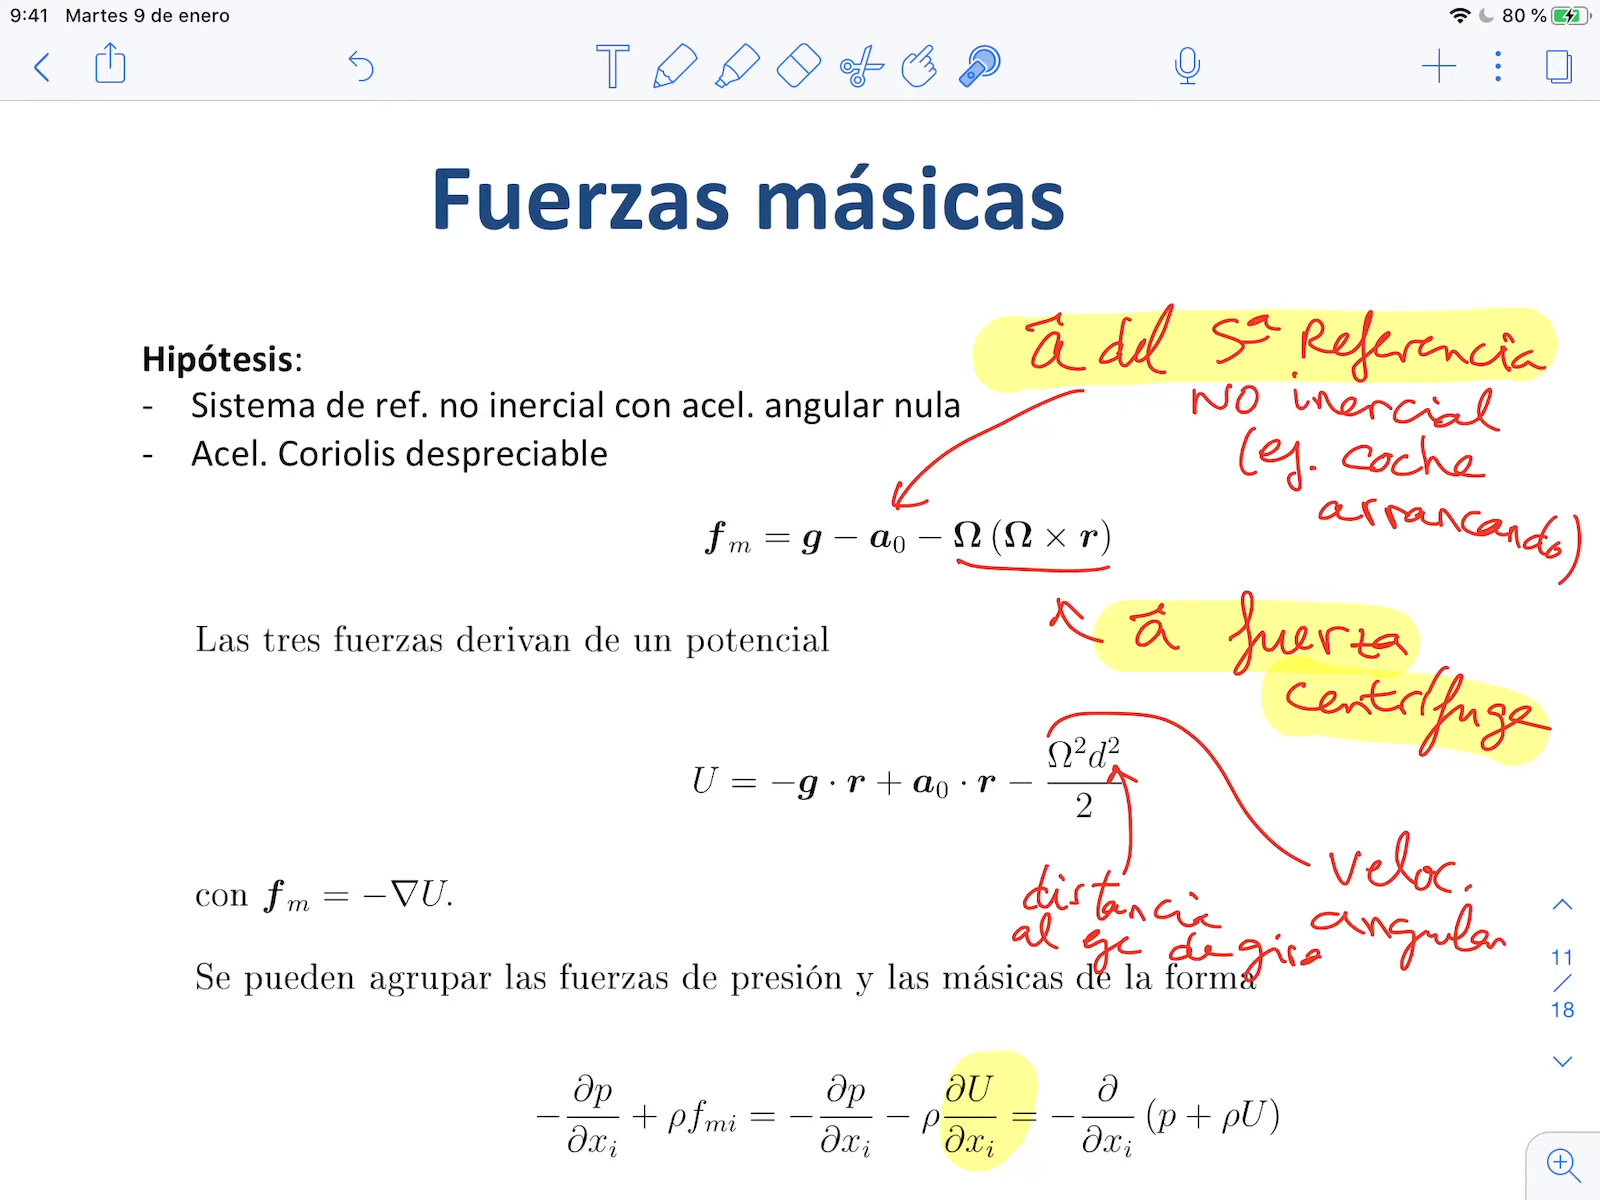 9:41 Martes 9 de enero 80 %
Fuerzas másicas
â del Sª Referencia
Hipótesis:
NO inercial
- Sistema de ref. no inercial con acel. angular nula
(ej. coche
- Acel. Coriolis despreciable
arrancando)
f_m = g − a_0 − Ω (Ω × r)
Las tres fuerzas derivan de un potencial
â fuerza
centrífuga
U = −g · r + a_0 · r − Ω²d²/2
veloc.
angular
distancia
al eje de giro
con f_m = −∇U.
Se pueden agrupar las fuerzas de presión y las másicas de la forma
11
/
18
−∂p/∂x_i + ρf_mi = −∂p/∂x_i − ρ ∂U/∂x_i = −∂/∂x_i (p + ρU)